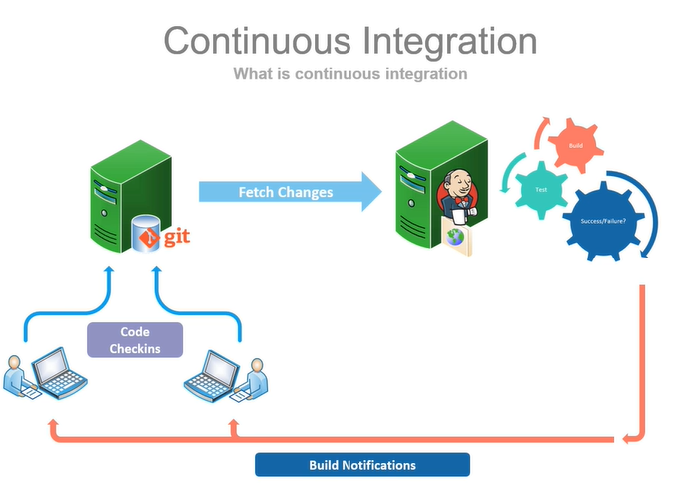 Continuous Integration
What is continuous integration
Build
Fetch Changes
Test
Success/Failure?
git
Code
Checkins
Build Notifications